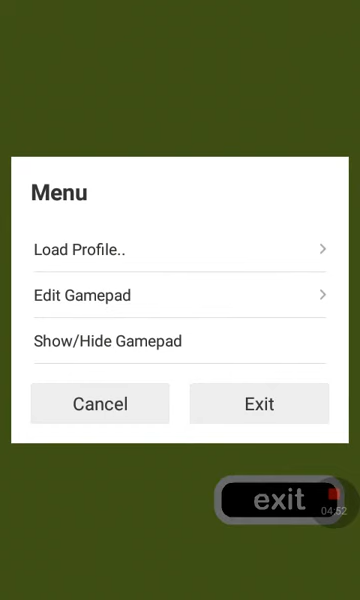 Menu
Load Profile..
Edit Gamepad
Show/Hide Gamepad
Cancel
Exit
exit
04:52